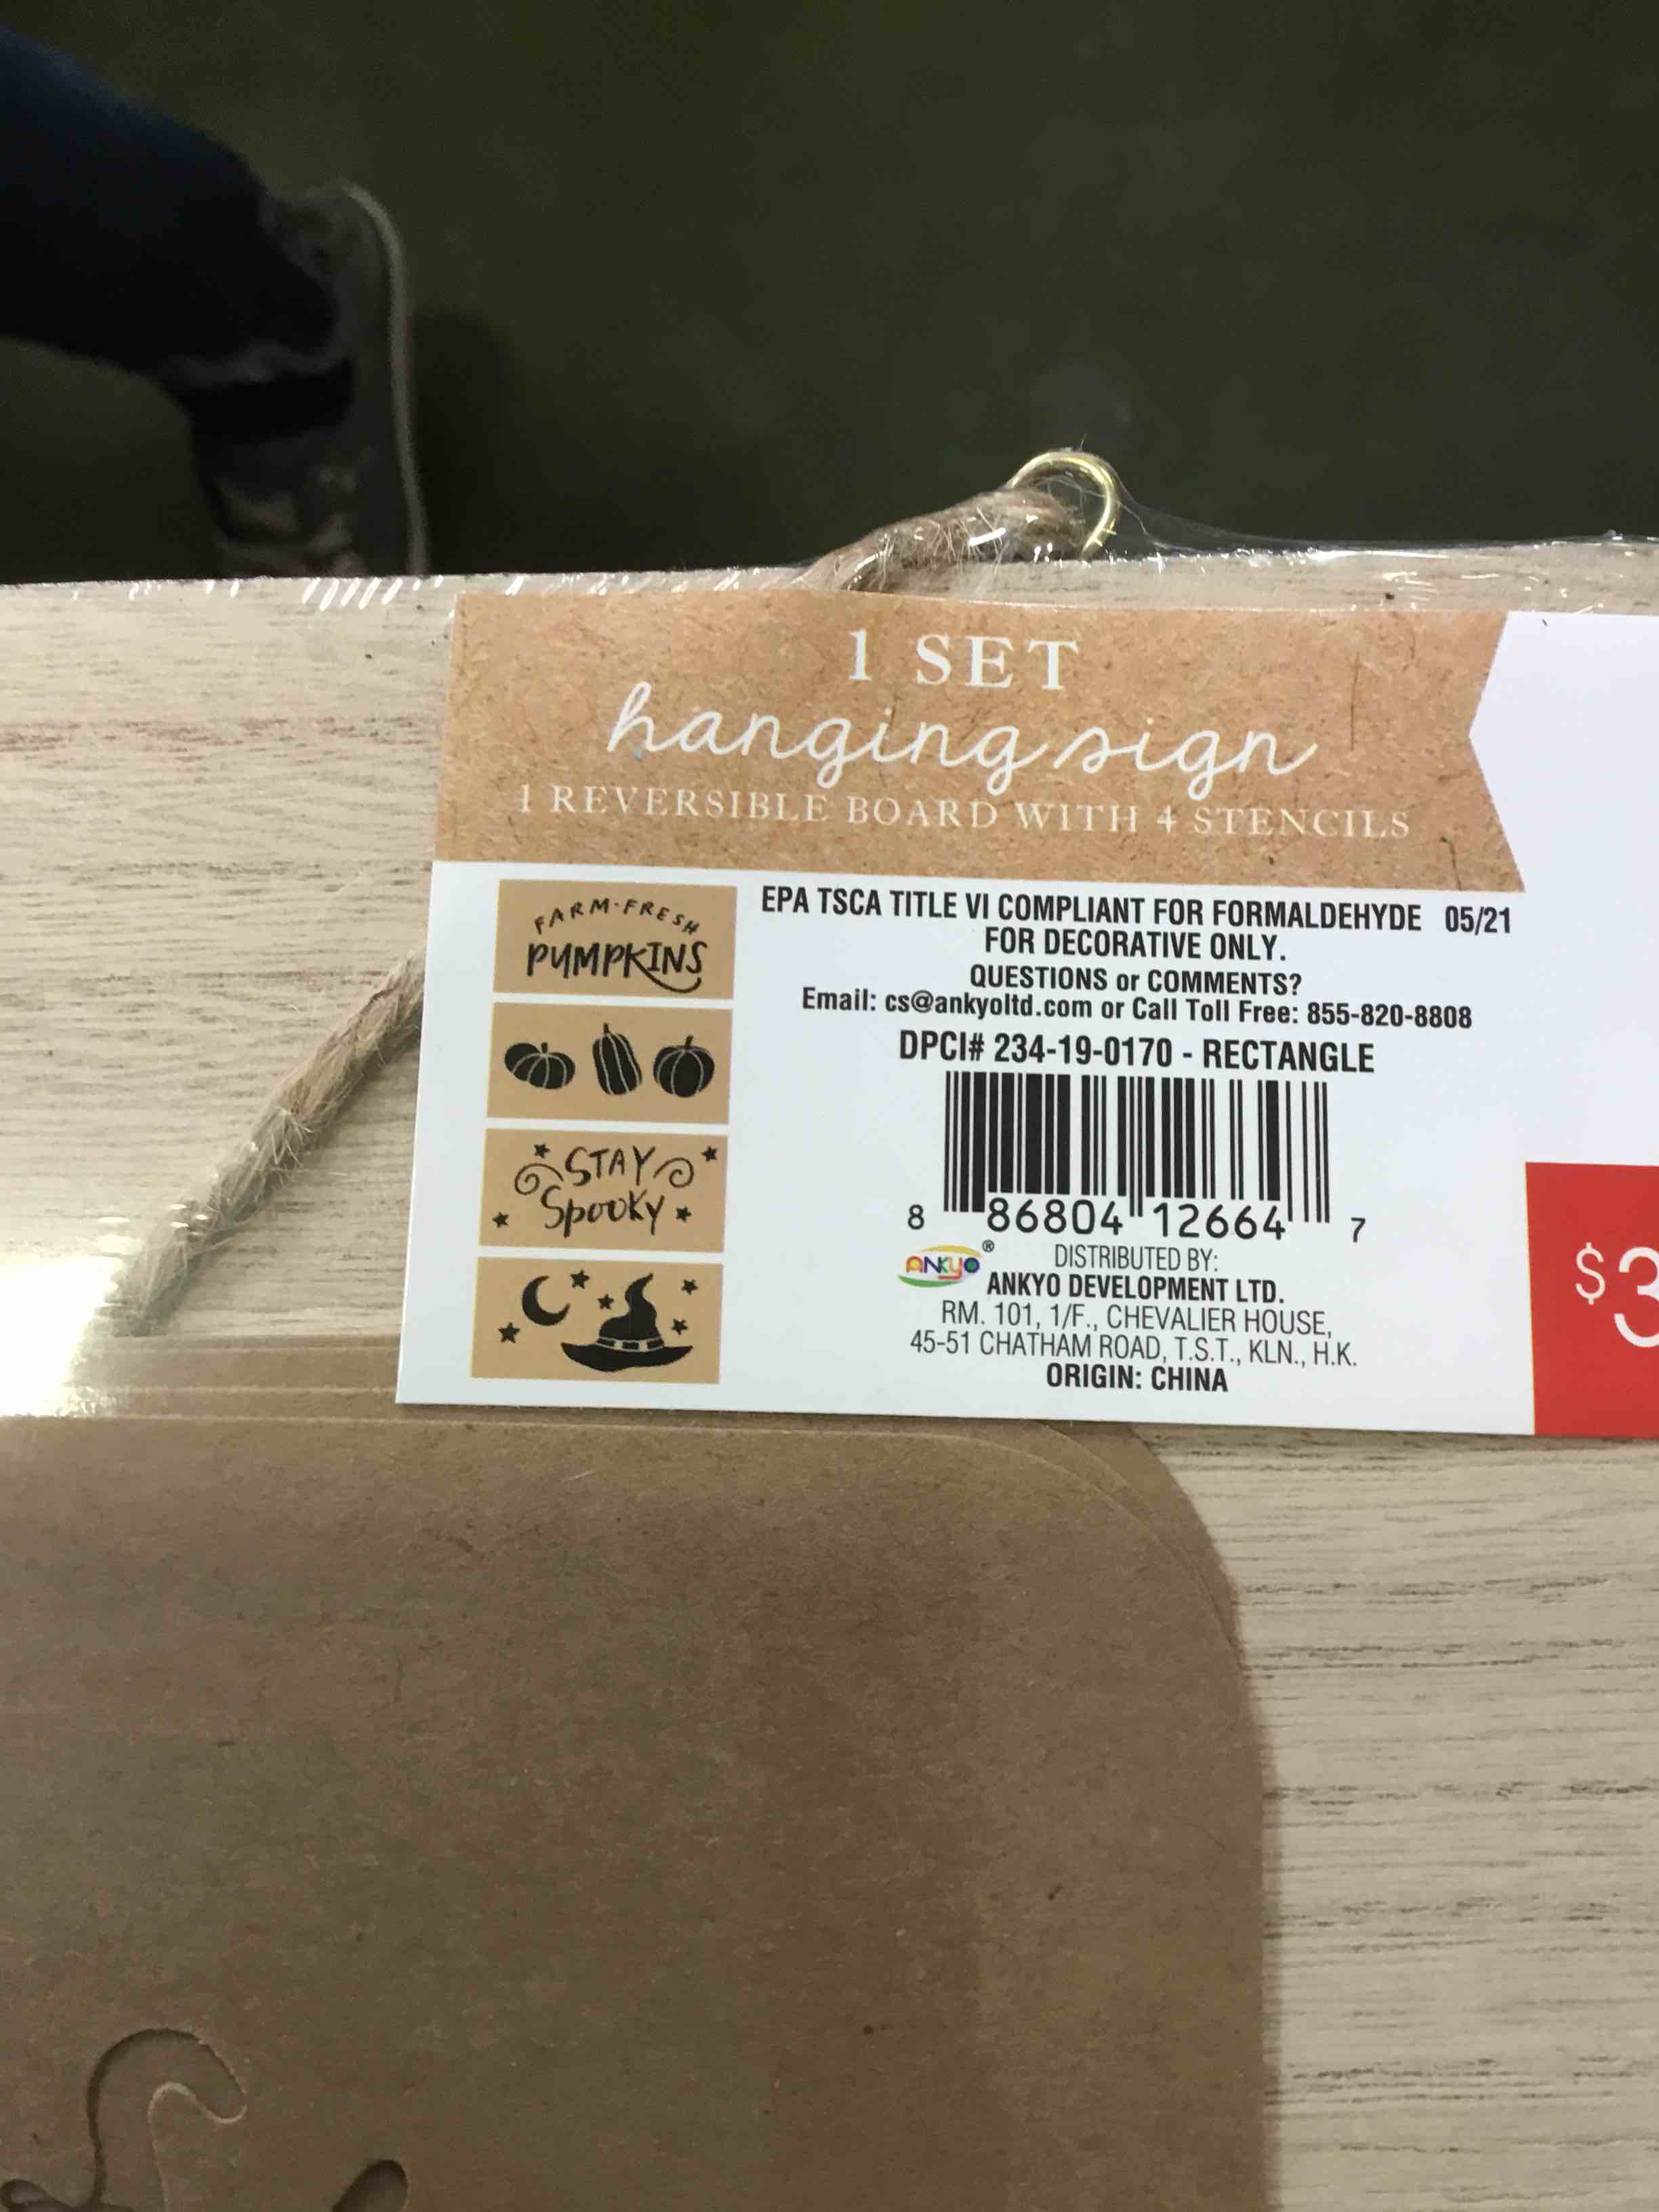 1 SET
hanging sign
1 REVERSIBLE BOARD WITH 4 STENCILS
FARM-FRESH
PUMPKINS
STAY
Spooky
EPA TSCA TITLE VI COMPLIANT FOR FORMALDEHYDE 05/21
FOR DECORATIVE ONLY.
QUESTIONS or COMMENTS?
Email: cs@ankyoltd.com or Call Toll Free: 855-820-8808
DPCI# 234-19-0170 - RECTANGLE
8 86804 12664 7
ANKYO®
DISTRIBUTED BY:
ANKYO DEVELOPMENT LTD.
RM. 101, 1/F., CHEVALIER HOUSE,
45-51 CHATHAM ROAD, T.S.T., KLN., H.K.
ORIGIN: CHINA
$3